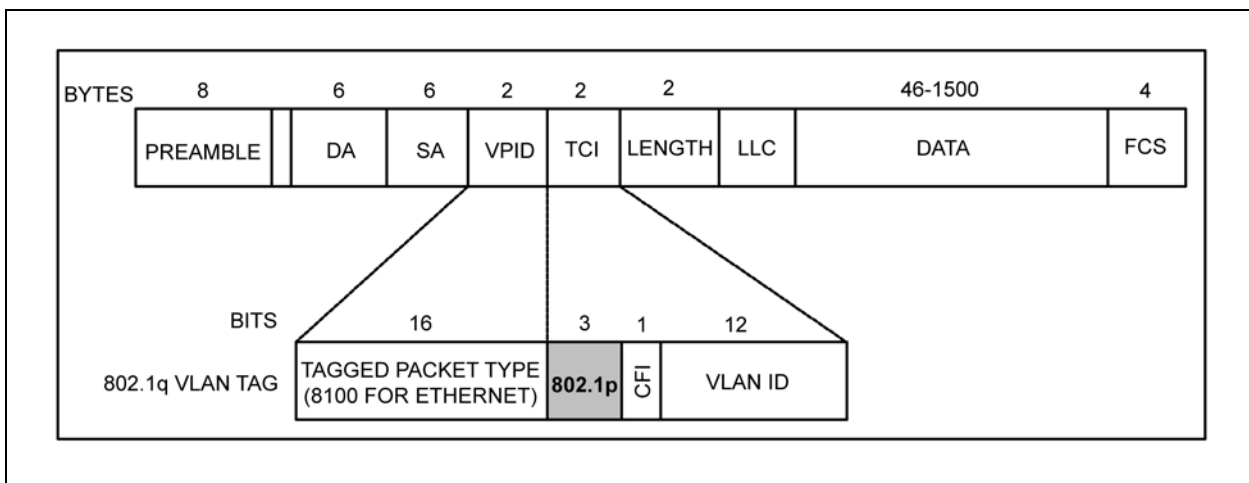 BYTES 8 6 6 2 2 2 46-1500 4
PREAMBLE DA SA VPID TCI LENGTH LLC DATA FCS
BITS 16 3 1 12
802.1q VLAN TAG TAGGED PACKET TYPE (8100 FOR ETHERNET) 802.1p CFI VLAN ID